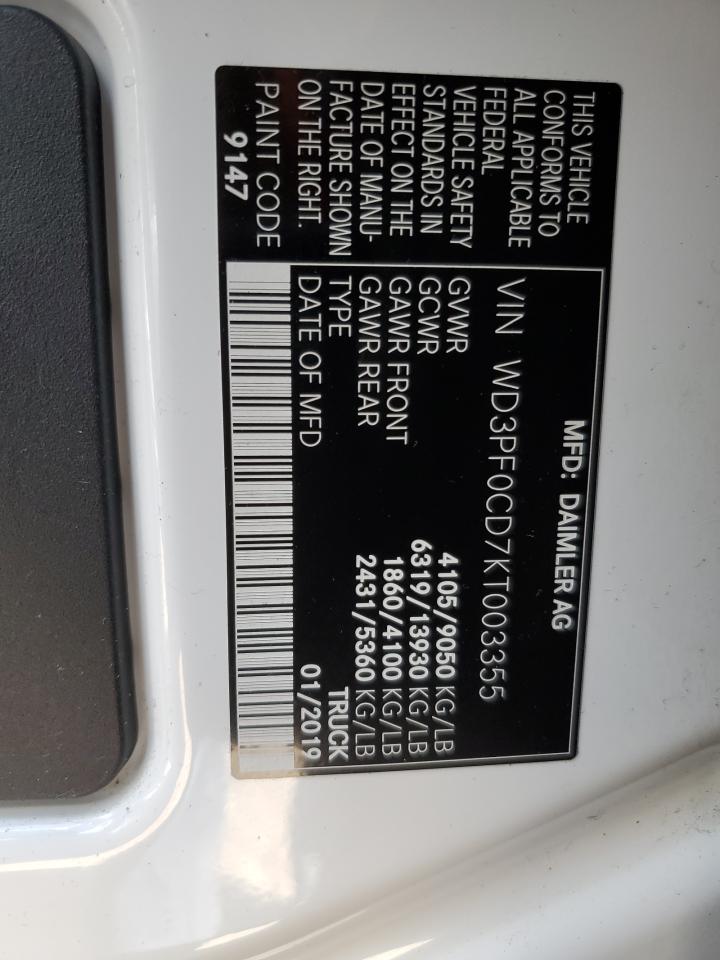 MFD: DAIMLER AG
VIN WD3PF0CD7KT003355
THIS VEHICLE
CONFORMS TO
ALL APPLICABLE
FEDERAL
VEHICLE SAFETY
STANDARDS IN
EFFECT ON THE
DATE OF MANU-
FACTURE SHOWN
ON THE RIGHT.
PAINT CODE
9147
GVWR 4105/9050 KG/LB
GCWR 6319/13930 KG/LB
GAWR FRONT 1860/4100 KG/LB
GAWR REAR 2431/5360 KG/LB
TYPE TRUCK
DATE OF MFD 01/2019